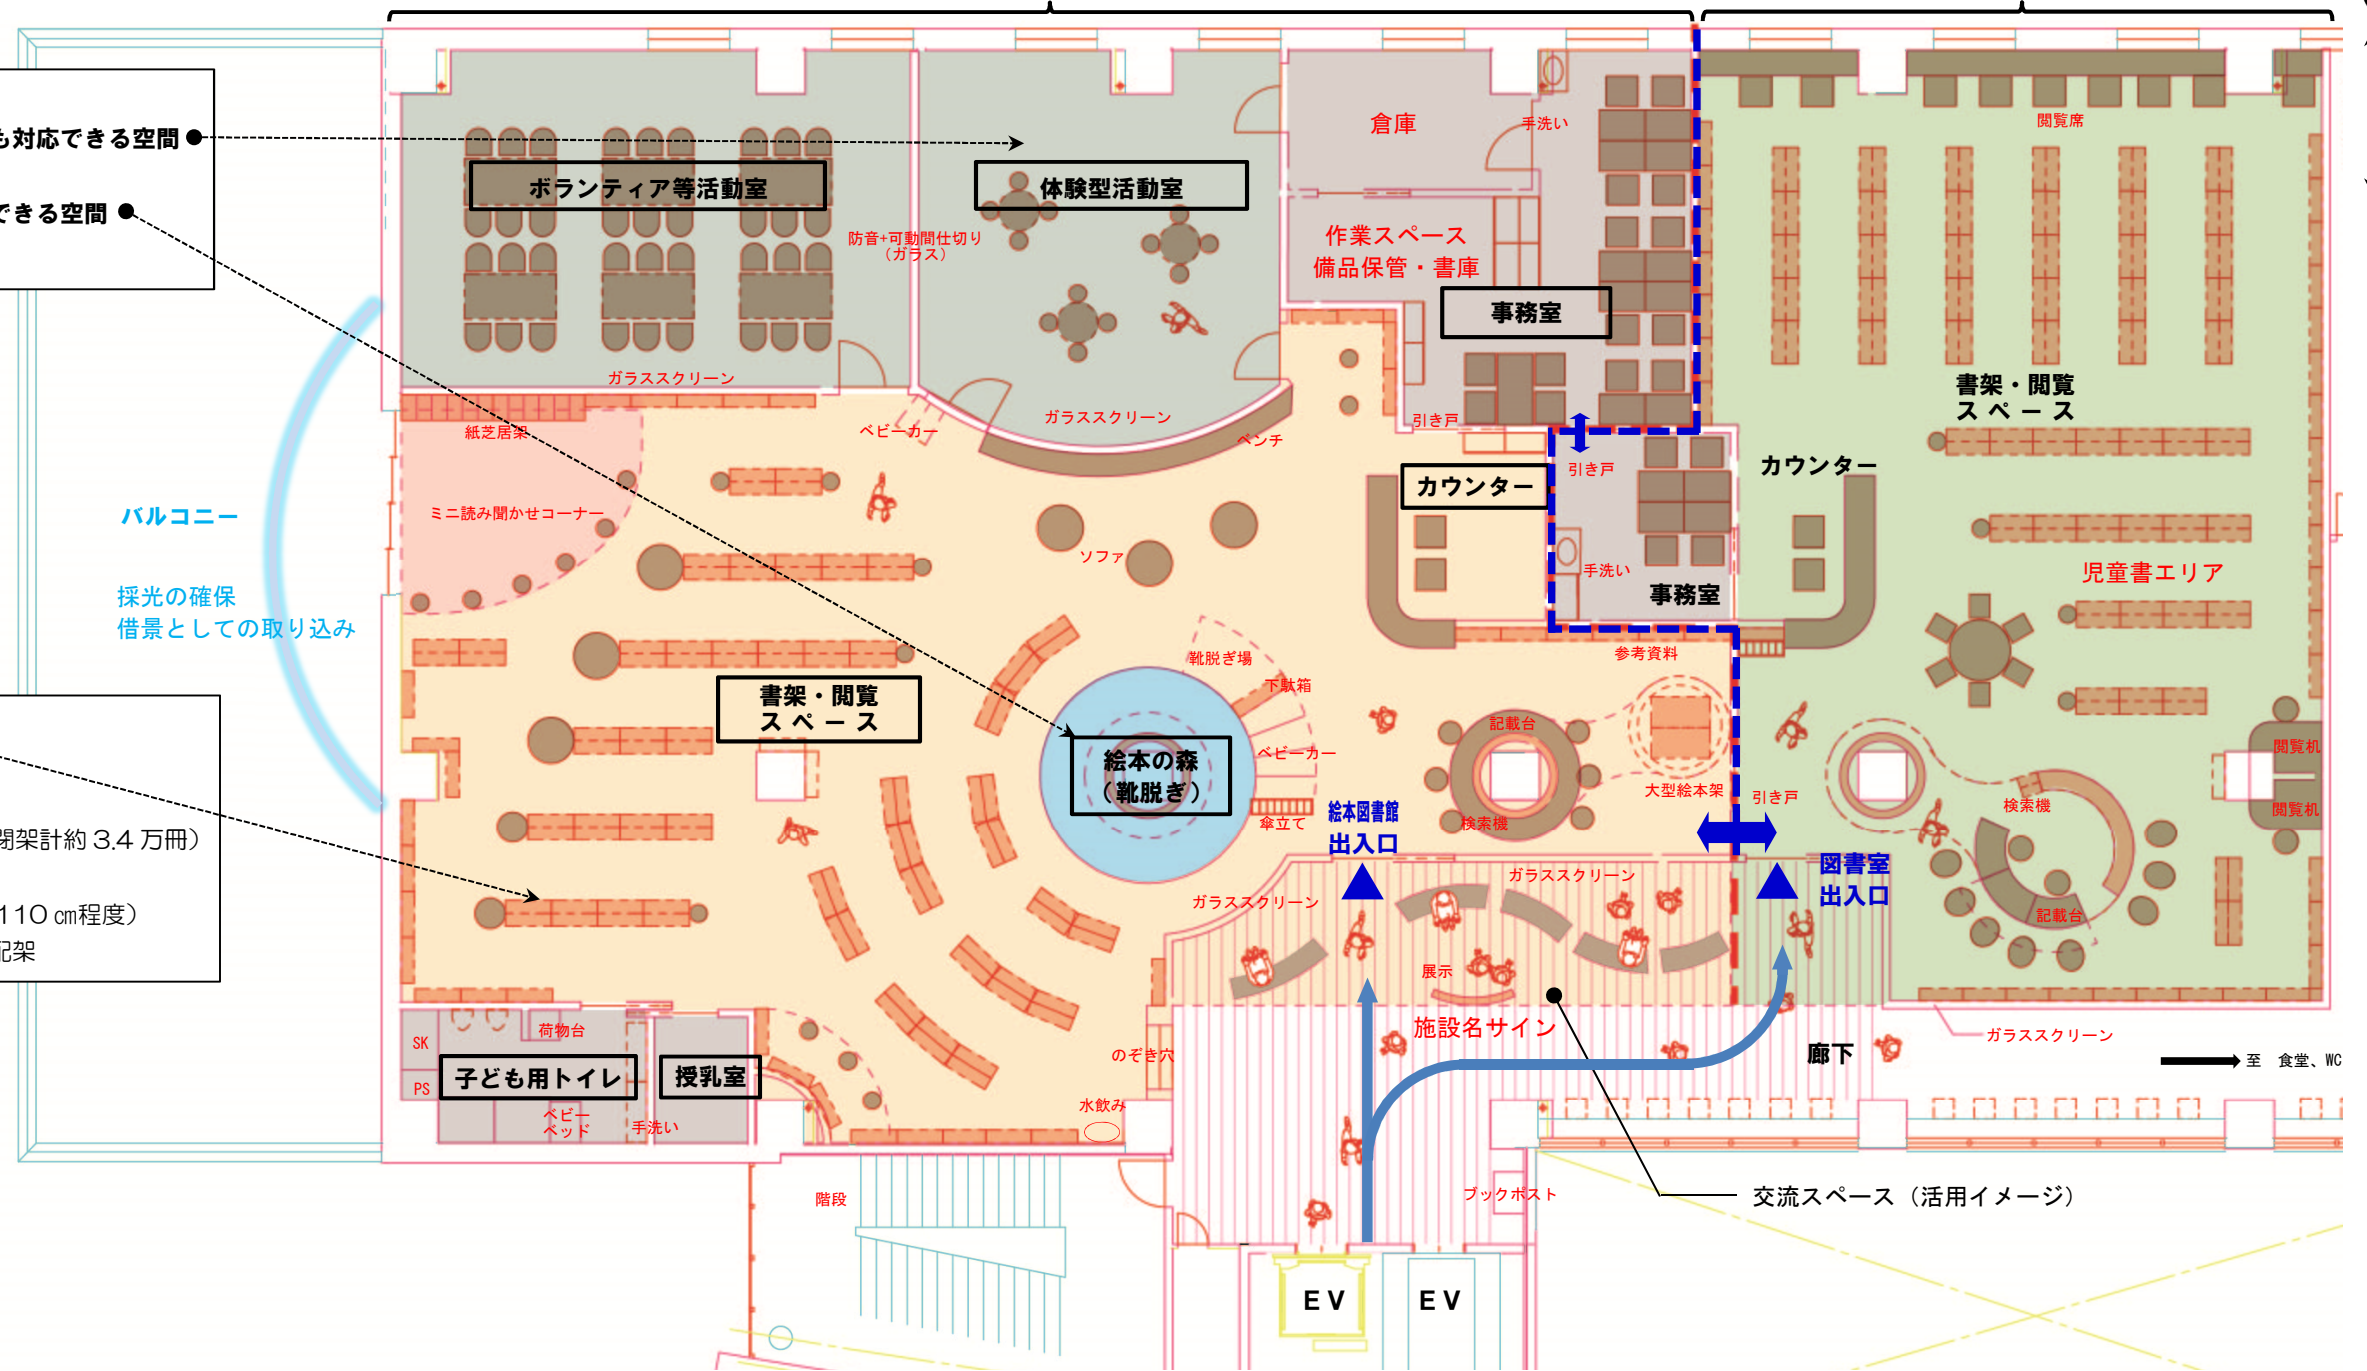 も対応できる空間
できる空間
ボランティア等活動室
体験型活動室
防音+可動間仕切り
（ガラス）
倉庫
手洗い
作業スペース
備品保管・書庫
事務室
閲覧席
書架・閲覧
スペース
ガラススクリーン
紙芝居架
ベビーカー
ガラススクリーン
ベンチ
引き戸
引き戸
カウンター
カウンター
ミニ読み聞かせコーナー
バルコニー
採光の確保
借景としての取り込み
ソファ
手洗い
事務室
児童書エリア
参考資料
靴脱ぎ場
下駄箱
書架・閲覧
スペース
記載台
絵本の森
（靴脱ぎ）
ベビーカー
大型絵本架
引き戸
閲覧机
検索機
閲覧机
傘立て
絵本図書館
出入口
検索機
閉架計約3.4万冊）
110㎝程度）
配架
図書室
出入口
ガラススクリーン
ガラススクリーン
記載台
展示
施設名サイン
廊下
ガラススクリーン
至　食堂、WC
SK
PS
荷物台
子ども用トイレ
授乳室
ベビー
ベッド
手洗い
のぞき穴
水飲み
階段
ブックポスト
交流スペース（活用イメージ）
ＥＶ
ＥＶ